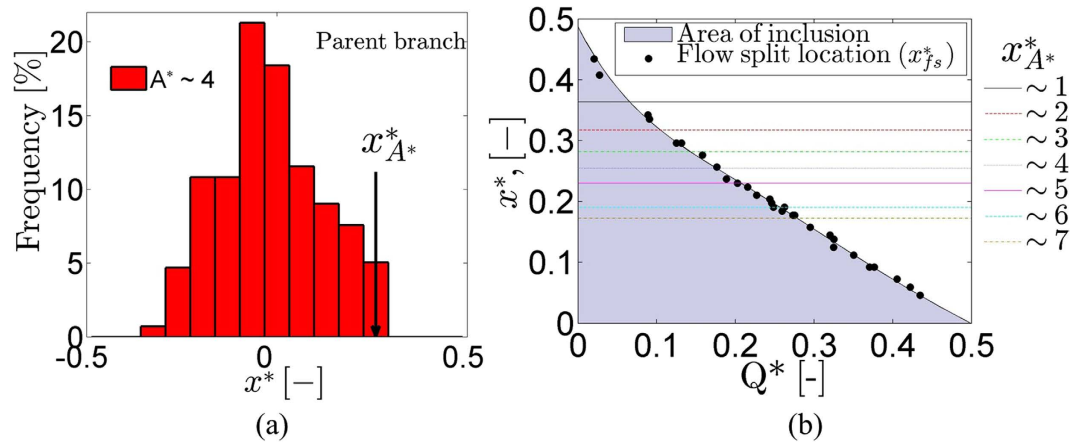 (a)
Frequency [%]
20
15
10
5
0
Parent branch
A* ~ 4
x*_{A*}
-0.5
0
0.5
x* [−]
(b)
x*, [−]
0.5
0.4
0.3
0.2
0.1
0
Area of inclusion
Flow split location (x*_{fs})
x*_{A*}
~ 1
~ 2
~ 3
~ 4
~ 5
~ 6
~ 7
0
0.1
0.2
0.3
0.4
0.5
Q* [-]